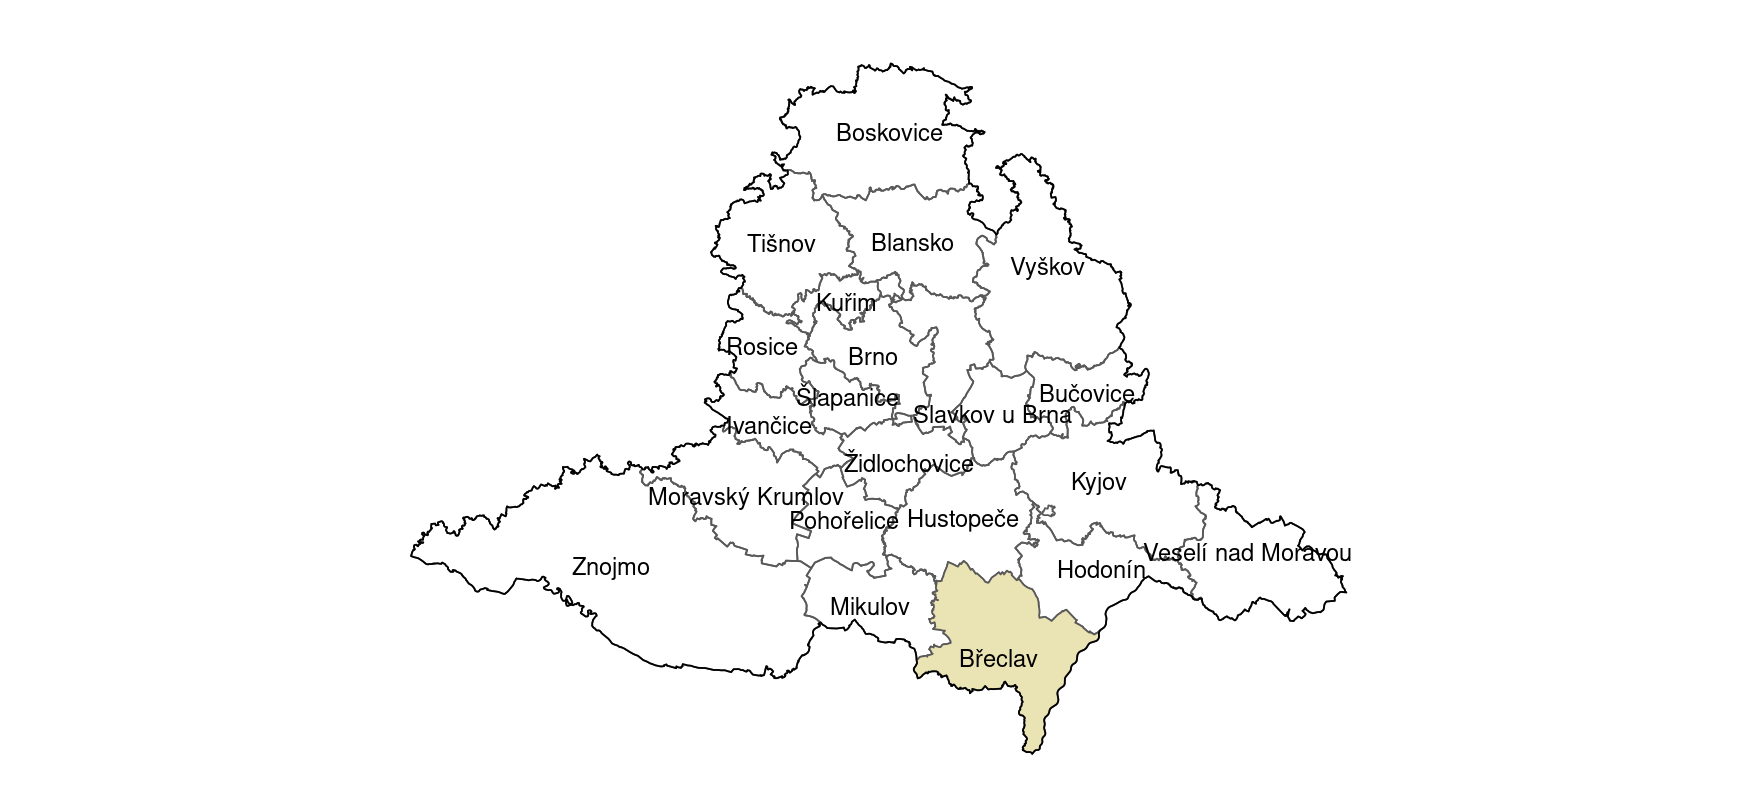 Boskovice
Tišnov
Blansko
Vyškov
Kuřim
Rosice
Brno
Šlapanice
Bučovice
Slavkov u Brna
Ivančice
Židlochovice
Kyjov
Moravský Krumlov
Pohořelice
Hustopeče
Veselí nad Moravou
Znojmo
Hodonín
Mikulov
Břeclav